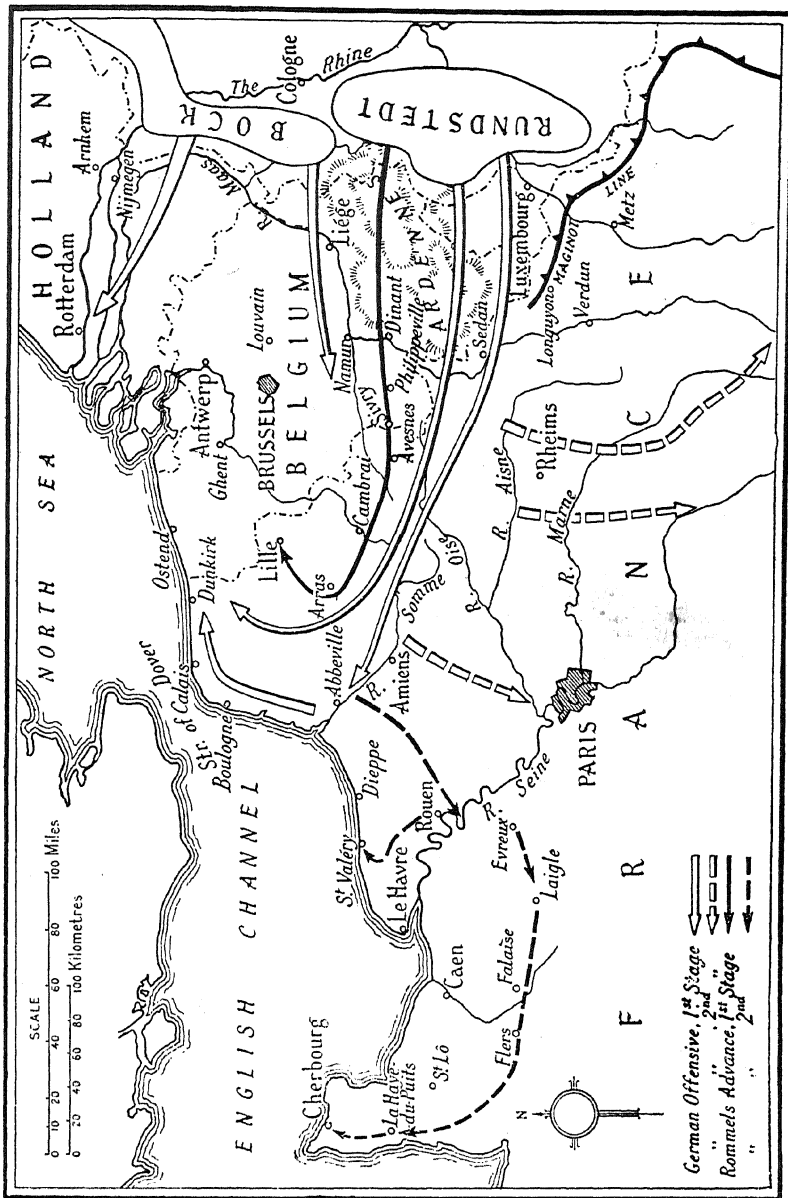 HOLLAND
NORTH SEA
Rotterdam
Arnhem
Nijmegen
BOCK
The Rhine
Cologne
R. Maas
RUNDSTEDT
Ostend
Dunkirk
Antwerp
Ghent
BRUSSELS
Louvain
BELGIUM
Liége
Namur
Dinant
Philippeville
Sivry
Avesnes
ARDENNE
Lille
Cambrai
Arras
Str. of Dover
Calais
Boulogne
Abbeville
R. Somme
Amiens
R. Oise
Sedan
Luxembourg
Longuyon
MAGINOT LINE
Metz
Verdun
R. Aisne
Rheims
R. Marne
PARIS
R. Seine
Dieppe
St Valéry
Rouen
Le Havre
Evreux
Laigle
ENGLISH CHANNEL
Cherbourg
La Haye-
du-Puits
St Lô
Caen
Falaise
Flers
FRANCE
SCALE
0 10 20 40 60 80 100 Miles
0 20 40 60 80 100 Kilometres
N
German Offensive, 1st Stage
" " 2nd "
Rommels Advance, 1st Stage
" " 2nd "